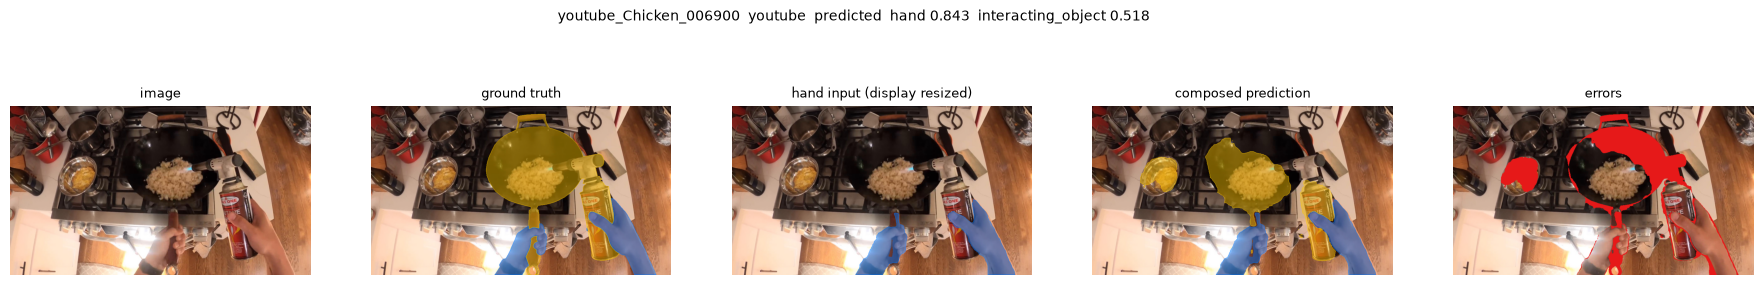 youtube_Chicken_006900 youtube predicted hand 0.843 interacting_object 0.518
image
ground truth
hand input (display resized)
composed prediction
errors